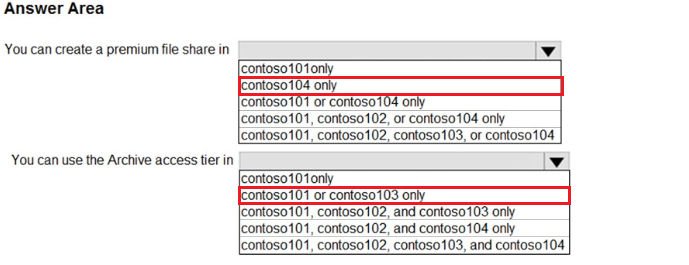 Answer Area
You can create a premium file share in
contoso101only
contoso104 only
contoso101 or contoso104 only
contoso101, contoso102, or contoso104 only
contoso101, contoso102, contoso103, or contoso104
You can use the Archive access tier in
contoso101only
contoso101 or contoso103 only
contoso101, contoso102, and contoso103 only
contoso101, contoso102, and contoso104 only
contoso101, contoso102, contoso103, and contoso104